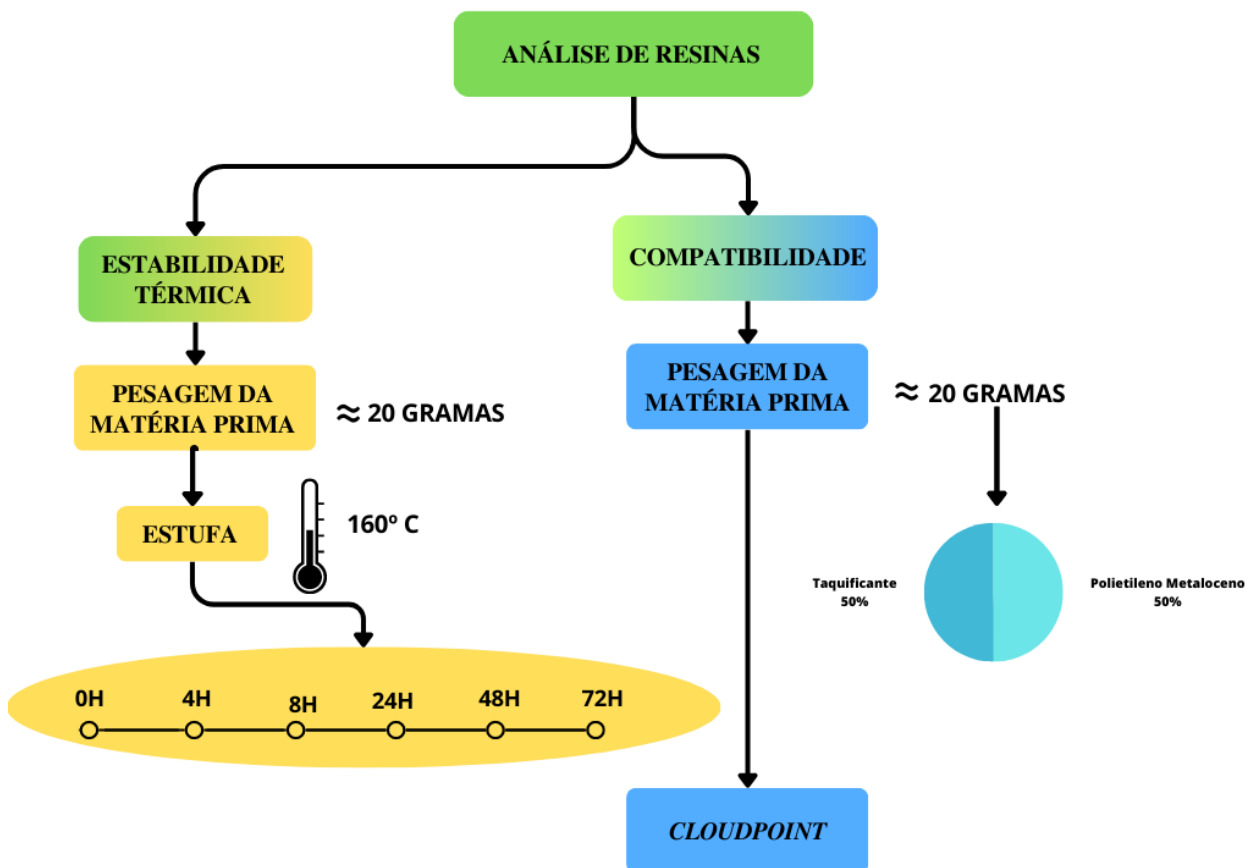 ANÁLISE DE RESINAS
ESTABILIDADE
TÉRMICA
COMPATIBILIDADE
PESAGEM DA
MATÉRIA PRIMA
≈ 20 GRAMAS
PESAGEM DA
MATÉRIA PRIMA
≈ 20 GRAMAS
ESTUFA
160º C
Taquificante
50%
Polietileno Metaloceno
50%
0H 4H 8H 24H 48H 72H
CLOUDPOINT